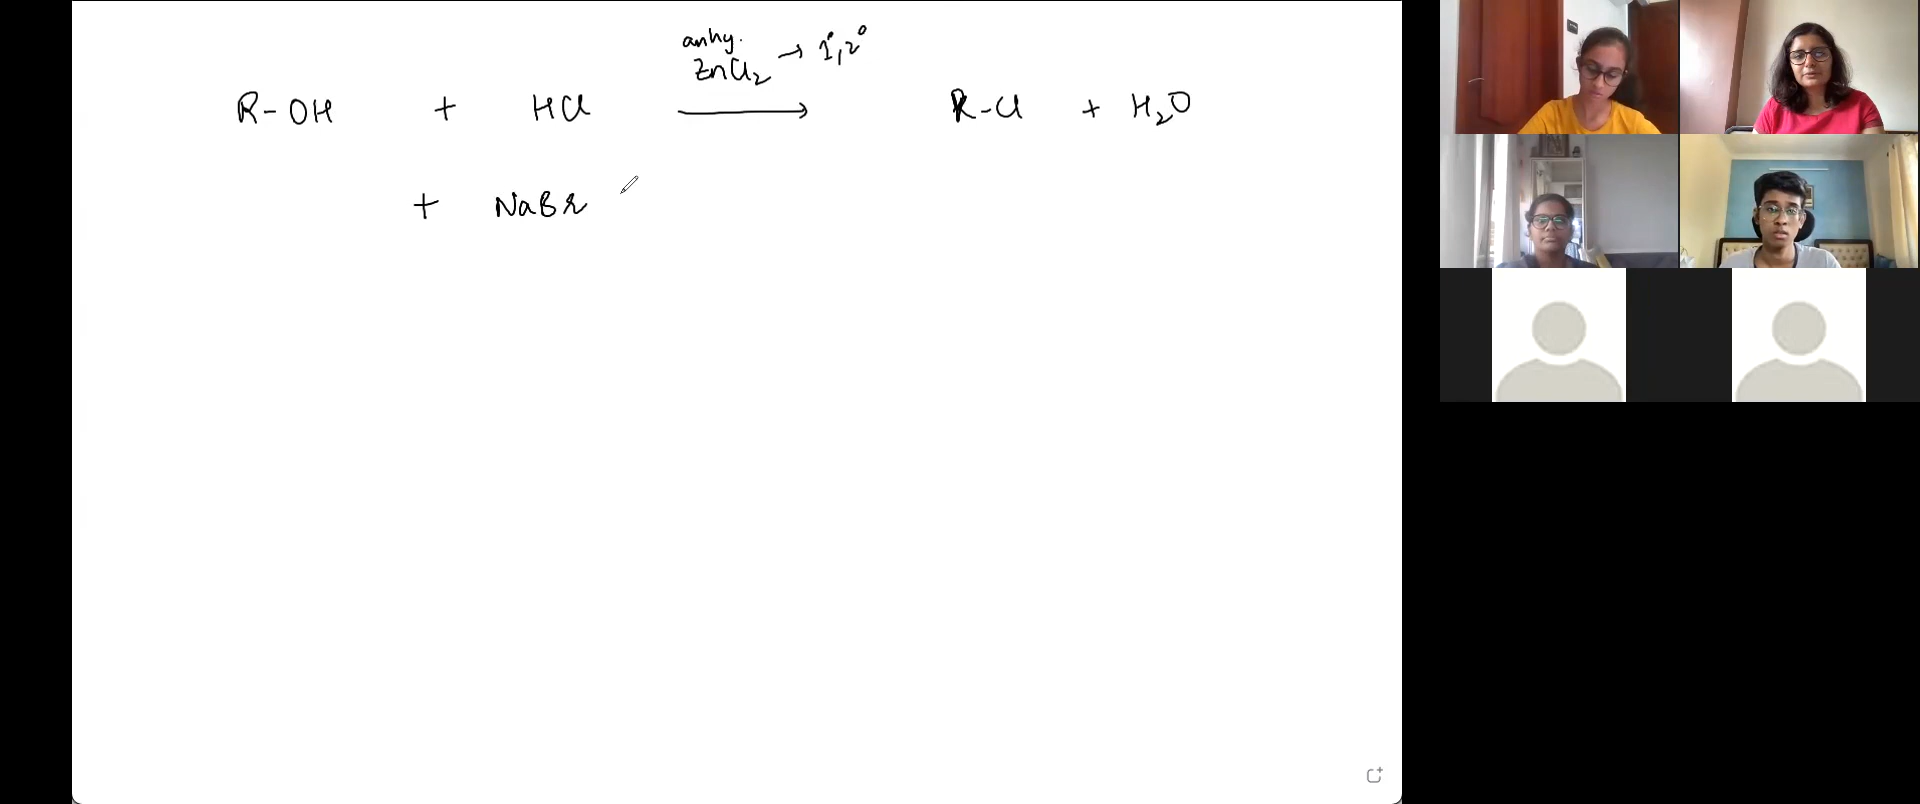 anhy.
ZnCl2 → 1°, 2°
R-OH + HCl ⟶ R-Cl + H2O
+ NaBr